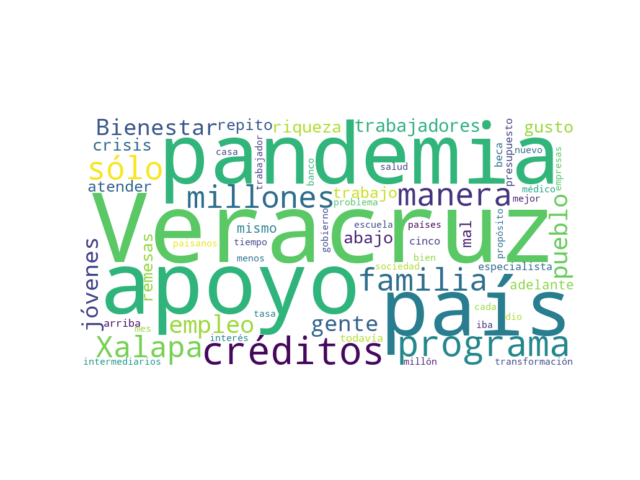 Bienestar repito riqueza trabajadores presupuesto beca nuevo gusto
crisis casa trabajador pandemia banco salud empresas
sólo atender millones trabajo problema manera médico mejor
Veracruz mismo gobierno escuela países mal propósito pueblo
paisanos tiempo abajo cinco
jóvenes remesas menos sociedad bien especialista
apoyo familia país adelante
arriba mes empleo tasa gente todavía cada dio iba
Xalapa interés créditos programa
intermediarios millón transformación